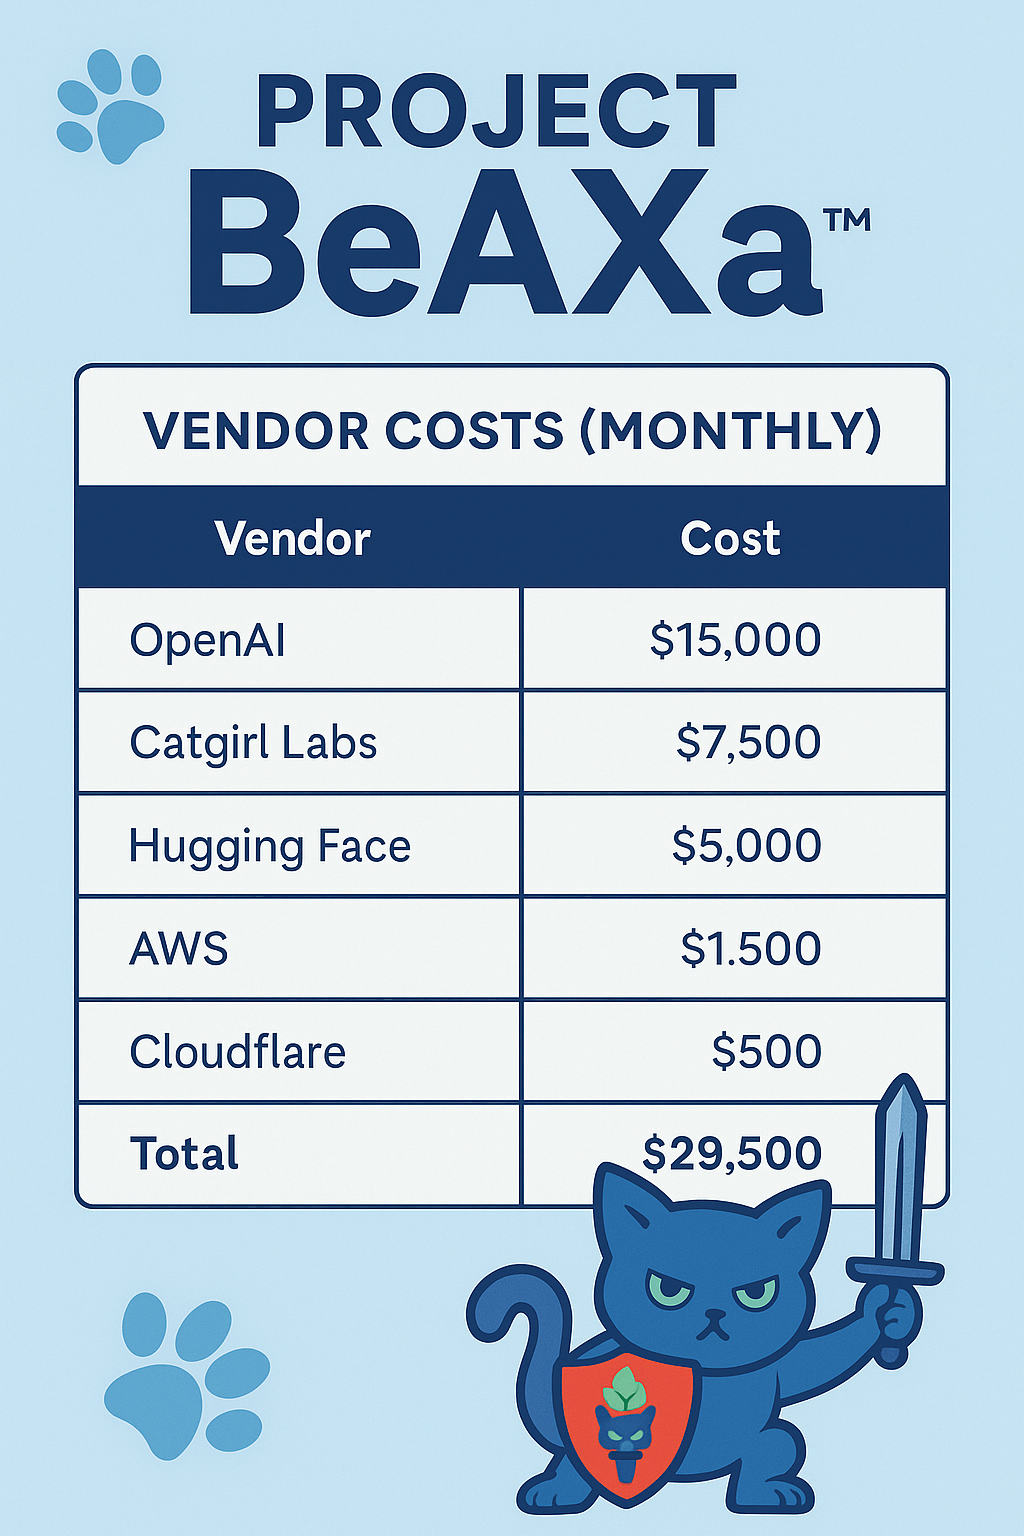 PROJECT
BeAXa™
VENDOR COSTS (MONTHLY)
Vendor Cost
OpenAI $15,000
Catgirl Labs $7,500
Hugging Face $5,000
AWS $1.500
Cloudflare $500
Total $29,500